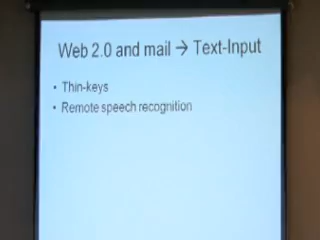 Web 2.0 and mail → Text-Input
• Thin-keys
• Remote speech recognition